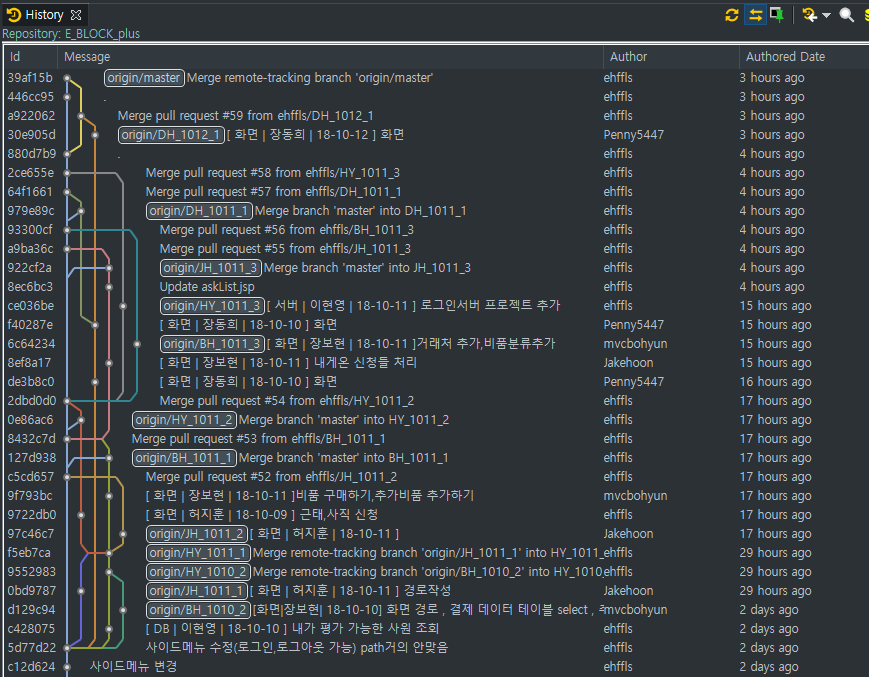 History
Repository: E_BLOCK_plus
Id Message Author Authored Date
39af15b origin/master Merge remote-tracking branch 'origin/master' ehffls 3 hours ago
446cc95 . ehffls 3 hours ago
a922062 Merge pull request #59 from ehffls/DH_1012_1 ehffls 3 hours ago
30e905d origin/DH_1012_1 [ 화면 | 장동희 | 18-10-12 ] 화면 Penny5447 3 hours ago
880d7b9 . ehffls 4 hours ago
2ce655e Merge pull request #58 from ehffls/HY_1011_3 ehffls 4 hours ago
64f1661 Merge pull request #57 from ehffls/DH_1011_1 ehffls 4 hours ago
979e89c origin/DH_1011_1 Merge branch 'master' into DH_1011_1 ehffls 4 hours ago
93300cf Merge pull request #56 from ehffls/BH_1011_3 ehffls 4 hours ago
a9ba36c Merge pull request #55 from ehffls/JH_1011_3 ehffls 4 hours ago
922cf2a origin/JH_1011_3 Merge branch 'master' into JH_1011_3 ehffls 4 hours ago
8ec6bc3 Update askList.jsp ehffls 4 hours ago
ce036be origin/HY_1011_3 [ 서버 | 이현영 | 18-10-11 ] 로그인서버 프로젝트 추가 ehffls 15 hours ago
f40287e [ 화면 | 장동희 | 18-10-10 ] 화면 Penny5447 15 hours ago
6c64234 origin/BH_1011_3 [ 화면 | 장보현 | 18-10-11 ]거래처 추가,비품분류추가 mvcbohyun 15 hours ago
8ef8a17 [ 화면 | 장보현 | 18-10-11 ] 내게온 신청들 처리 Jakehoon 15 hours ago
de3b8c0 [ 화면 | 장동희 | 18-10-10 ] 화면 Penny5447 16 hours ago
2dbd0d0 Merge pull request #54 from ehffls/HY_1011_2 ehffls 17 hours ago
0e86ac6 origin/HY_1011_2 Merge branch 'master' into HY_1011_2 ehffls 17 hours ago
8432c7d Merge pull request #53 from ehffls/BH_1011_1 ehffls 17 hours ago
127d938 origin/BH_1011_1 Merge branch 'master' into BH_1011_1 ehffls 17 hours ago
c5cd657 Merge pull request #52 from ehffls/JH_1011_2 ehffls 17 hours ago
9f793bc [ 화면 | 장보현 | 18-10-11 ]비품 구매하기,추가비품 추가하기 mvcbohyun 17 hours ago
9722db0 [ 화면 | 허지훈 | 18-10-09 ] 근태,사직 신청 ehffls 17 hours ago
97c46c7 origin/JH_1011_2 [ 화면 | 허지훈 | 18-10-11 ] Jakehoon 17 hours ago
f5eb7ca origin/HY_1011_1 Merge remote-tracking branch 'origin/JH_1011_1' into HY_1011_ ehffls 29 hours ago
9552983 origin/HY_1010_2 Merge remote-tracking branch 'origin/BH_1010_2' into HY_1010 ehffls 29 hours ago
0bd9787 origin/JH_1011_1 [ 화면 | 허지훈 | 18-10-11 ] 경로작성 Jakehoon 29 hours ago
d129c94 origin/BH_1010_2 [화면|장보현| 18-10-10] 화면 경로 , 결제 데이터 테이블 select , mvcbohyun 2 days ago
c428075 [ DB | 이현영 | 18-10-10 ] 내가 평가 가능한 사원 조회 ehffls 2 days ago
5d77d22 사이드메뉴 수정(로그인,로그아웃 가능) path거의 안맞음 ehffls 2 days ago
c12d624 사이드메뉴 변경 ehffls 2 days ago